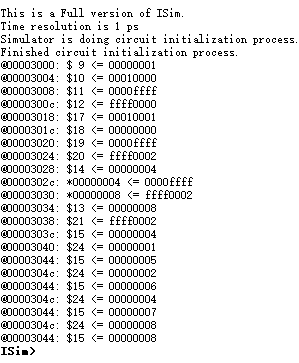 This is a Full version of ISim.
Time resolution is 1 ps
Simulator is doing circuit initialization process.
Finished circuit initialization process.
@00003000: $ 9 <= 00000001
@00003004: $10 <= 00010000
@00003008: $11 <= 0000ffff
@0000300c: $12 <= ffff0000
@00003018: $17 <= 00010001
@0000301c: $18 <= 00000000
@00003020: $19 <= 0000ffff
@00003024: $20 <= ffff0002
@00003028: $14 <= 00000004
@0000302c: *00000004 <= 0000ffff
@00003030: *00000008 <= ffff0002
@00003034: $13 <= 00000008
@00003038: $21 <= ffff0002
@0000303c: $15 <= 00000004
@00003040: $24 <= 00000001
@00003044: $15 <= 00000005
@0000304c: $24 <= 00000002
@00003044: $15 <= 00000006
@0000304c: $24 <= 00000004
@00003044: $15 <= 00000007
@0000304c: $24 <= 00000008
@00003044: $15 <= 00000008
ISim>